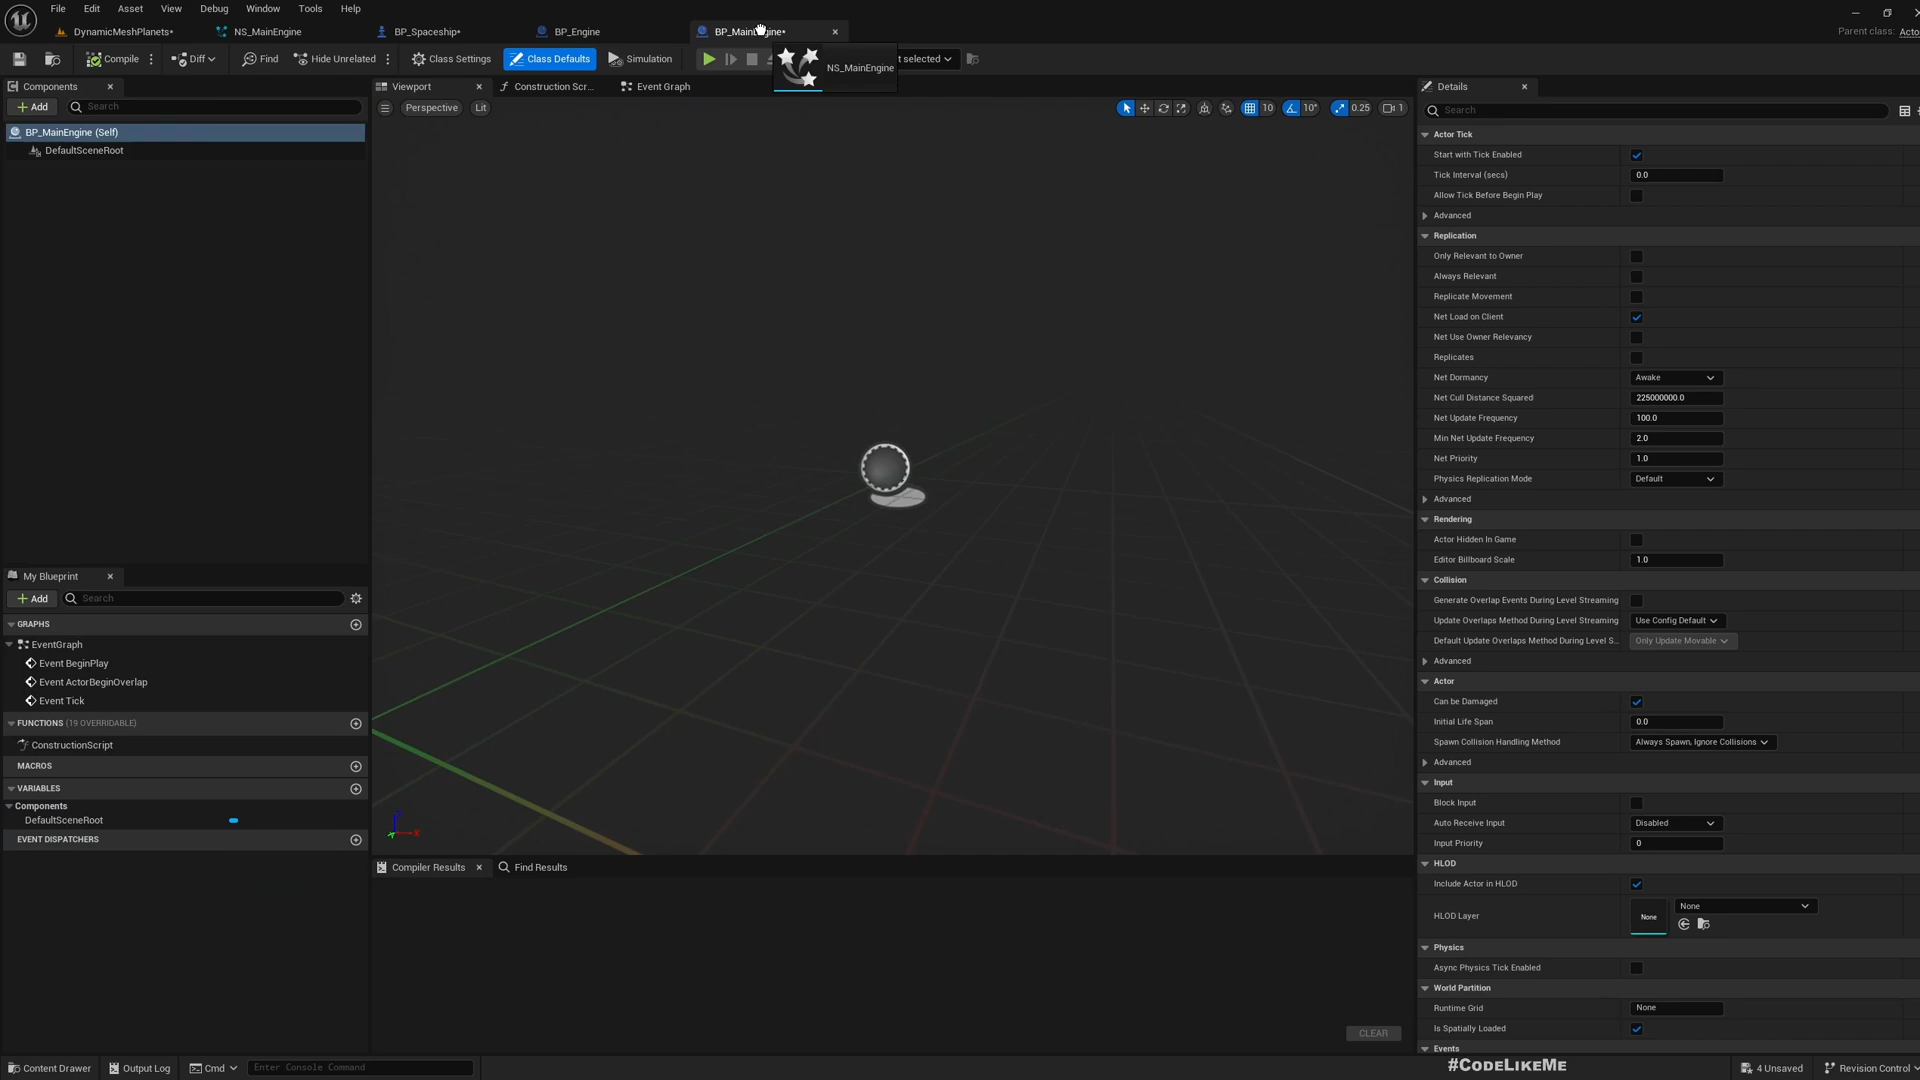 File Edit Asset View Debug Window Tools Help
DynamicMeshPlanets* NS_MainEngine BP_Spaceship* BP_Engine BP_MainEngine*
Parent class: Acto
Compile Diff Find Hide Unrelated Class Settings Class Defaults Simulation t selected
NS_MainEngine
Components Viewport Construction Scr... Event Graph Details
Add Search Perspective Lit 10 10° 0.25 1 Search
BP_MainEngine (Self)
DefaultSceneRoot
Actor Tick
Start with Tick Enabled
Tick Interval (secs) 0.0
Allow Tick Before Begin Play
Advanced
Replication
Only Relevant to Owner
Always Relevant
Replicate Movement
Net Load on Client
Net Use Owner Relevancy
Replicates
Net Dormancy Awake
Net Cull Distance Squared 225000000.0
Net Update Frequency 100.0
Min Net Update Frequency 2.0
Net Priority 1.0
Physics Replication Mode Default
Advanced
Rendering
Actor Hidden In Game
Editor Billboard Scale 1.0
Collision
Generate Overlap Events During Level Streaming
Update Overlaps Method During Level Streaming Use Config Default
Default Update Overlaps Method During Level S... Only Update Movable
Advanced
Actor
Can be Damaged
Initial Life Span 0.0
Spawn Collision Handling Method Always Spawn, Ignore Collisions
Advanced
Input
Block Input
Auto Receive Input Disabled
Input Priority 0
HLOD
Include Actor in HLOD
HLOD Layer None None
Physics
Async Physics Tick Enabled
World Partition
Runtime Grid None
Is Spatially Loaded
Events
My Blueprint
Add Search
GRAPHS
EventGraph
Event BeginPlay
Event ActorBeginOverlap
Event Tick
FUNCTIONS (19 OVERRIDABLE)
ConstructionScript
MACROS
VARIABLES
Components
DefaultSceneRoot
EVENT DISPATCHERS
Compiler Results Find Results
CLEAR
Content Drawer Output Log Cmd Enter Console Command
#CODELIKEME
4 Unsaved Revision Control